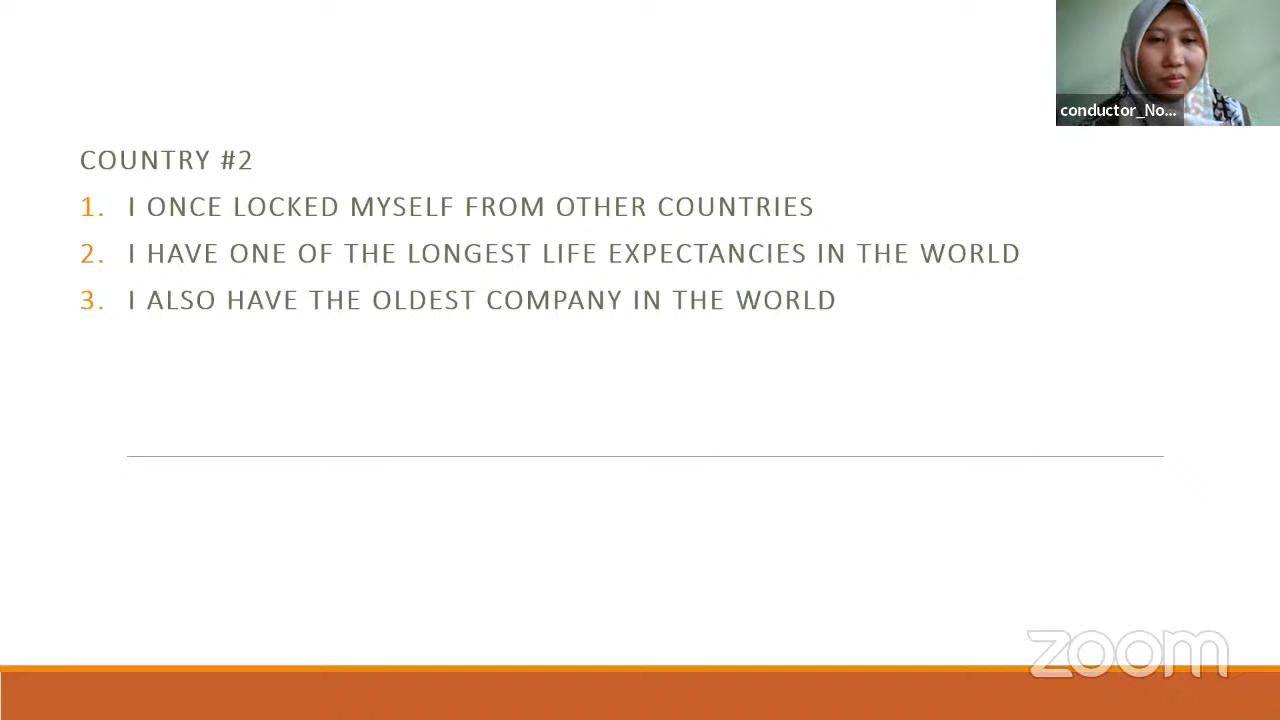 conductor_No...
COUNTRY #2
1. I ONCE LOCKED MYSELF FROM OTHER COUNTRIES
2. I HAVE ONE OF THE LONGEST LIFE EXPECTANCIES IN THE WORLD
3. I ALSO HAVE THE OLDEST COMPANY IN THE WORLD
zoom